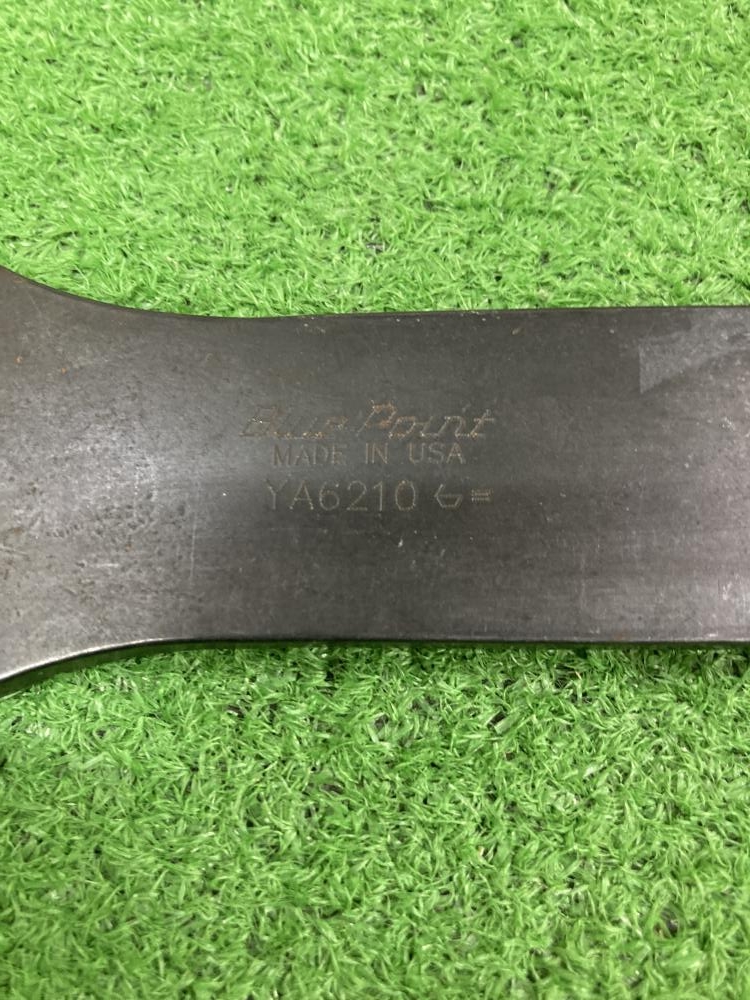 Blue Point
MADE IN USA
YA6210